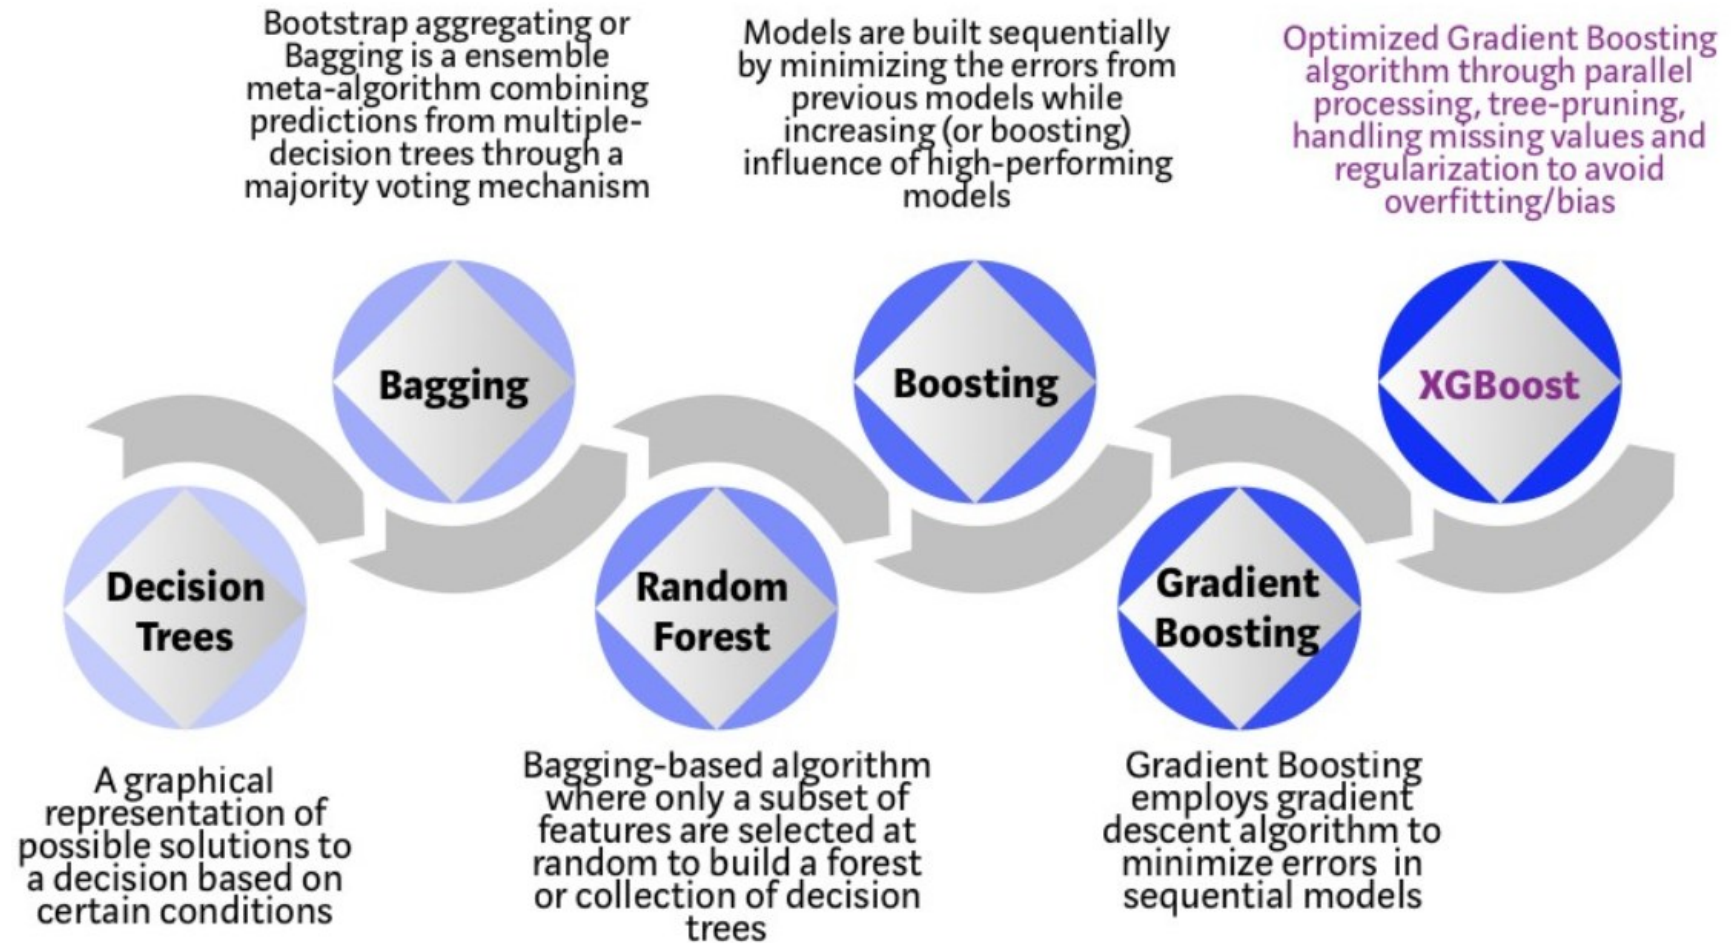 Bootstrap aggregating or
Bagging is a ensemble
meta-algorithm combining
predictions from multiple-
decision trees through a
majority voting mechanism
Models are built sequentially
by minimizing the errors from
previous models while
increasing (or boosting)
influence of high-performing
models
Optimized Gradient Boosting
algorithm through parallel
processing, tree-pruning,
handling missing values and
regularization to avoid
overfitting/bias
Bagging
Boosting
XGBoost
Decision
Trees
Random
Forest
Gradient
Boosting
A graphical
representation of
possible solutions to
a decision based on
certain conditions
Bagging-based algorithm
where only a subset of
features are selected at
random to build a forest
or collection of decision
trees
Gradient Boosting
employs gradient
descent algorithm to
minimize errors in
sequential models